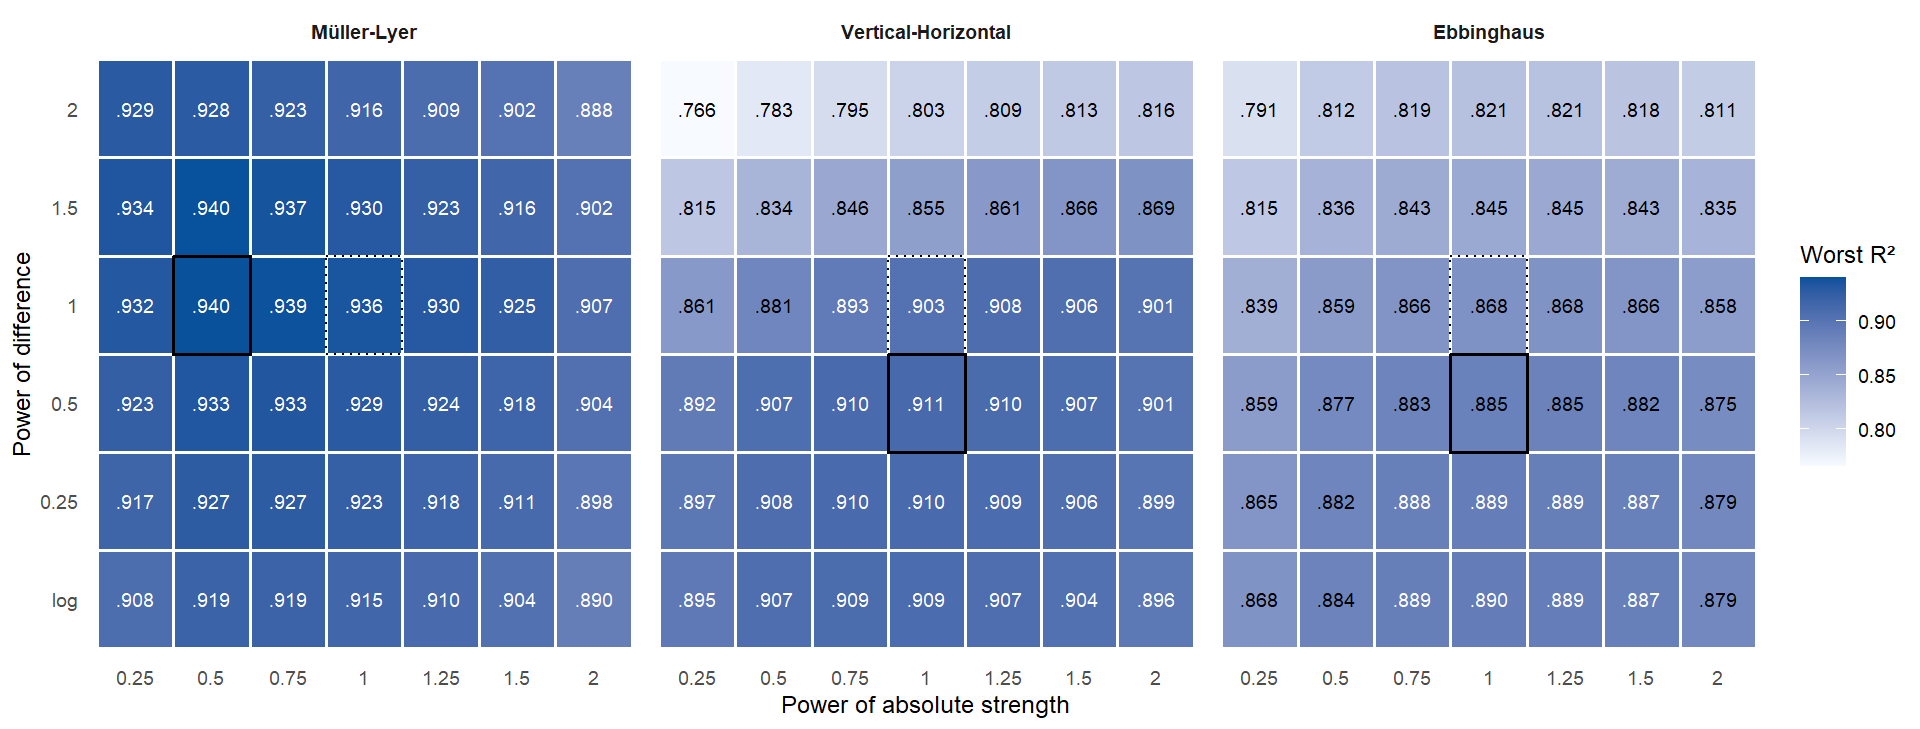 Müller-Lyer Vertical-Horizontal Ebbinghaus
2 .929 .928 .923 .916 .909 .902 .888 .766 .783 .795 .803 .809 .813 .816 .791 .812 .819 .821 .821 .818 .811
1.5 .934 .940 .937 .930 .923 .916 .902 .815 .834 .846 .855 .861 .866 .869 .815 .836 .843 .845 .845 .843 .835
1 .932 .940 .939 .936 .930 .925 .907 .861 .881 .893 .903 .908 .906 .901 .839 .859 .866 .868 .868 .866 .858
0.5 .923 .933 .933 .929 .924 .918 .904 .892 .907 .910 .911 .910 .907 .901 .859 .877 .883 .885 .885 .882 .875
0.25 .917 .927 .927 .923 .918 .911 .898 .897 .908 .910 .910 .909 .906 .899 .865 .882 .888 .889 .889 .887 .879
log .908 .919 .919 .915 .910 .904 .890 .895 .907 .909 .909 .907 .904 .896 .868 .884 .889 .890 .889 .887 .879
0.25 0.5 0.75 1 1.25 1.5 2 0.25 0.5 0.75 1 1.25 1.5 2 0.25 0.5 0.75 1 1.25 1.5 2
Power of absolute strength
Power of difference
Worst R²
0.90
0.85
0.80